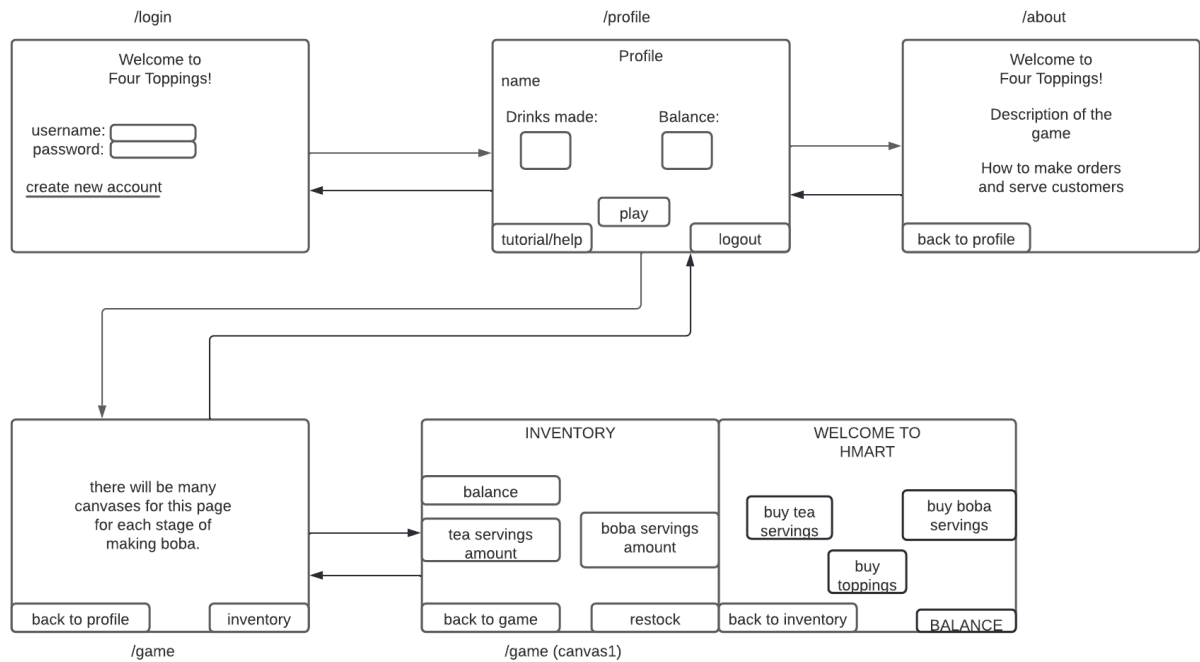 /login
Welcome to
Four Toppings!
username:
password:
create new account
/profile
Profile
name
Drinks made:
Balance:
play
tutorial/help
logout
/about
Welcome to
Four Toppings!
Description of the
game
How to make orders
and serve customers
back to profile
there will be many
canvases for this page
for each stage of
making boba.
back to profile
inventory
/game
INVENTORY
balance
tea servings
amount
boba servings
amount
back to game
restock
/game (canvas1)
WELCOME TO
HMART
buy tea
servings
buy boba
servings
buy
toppings
back to inventory
BALANCE